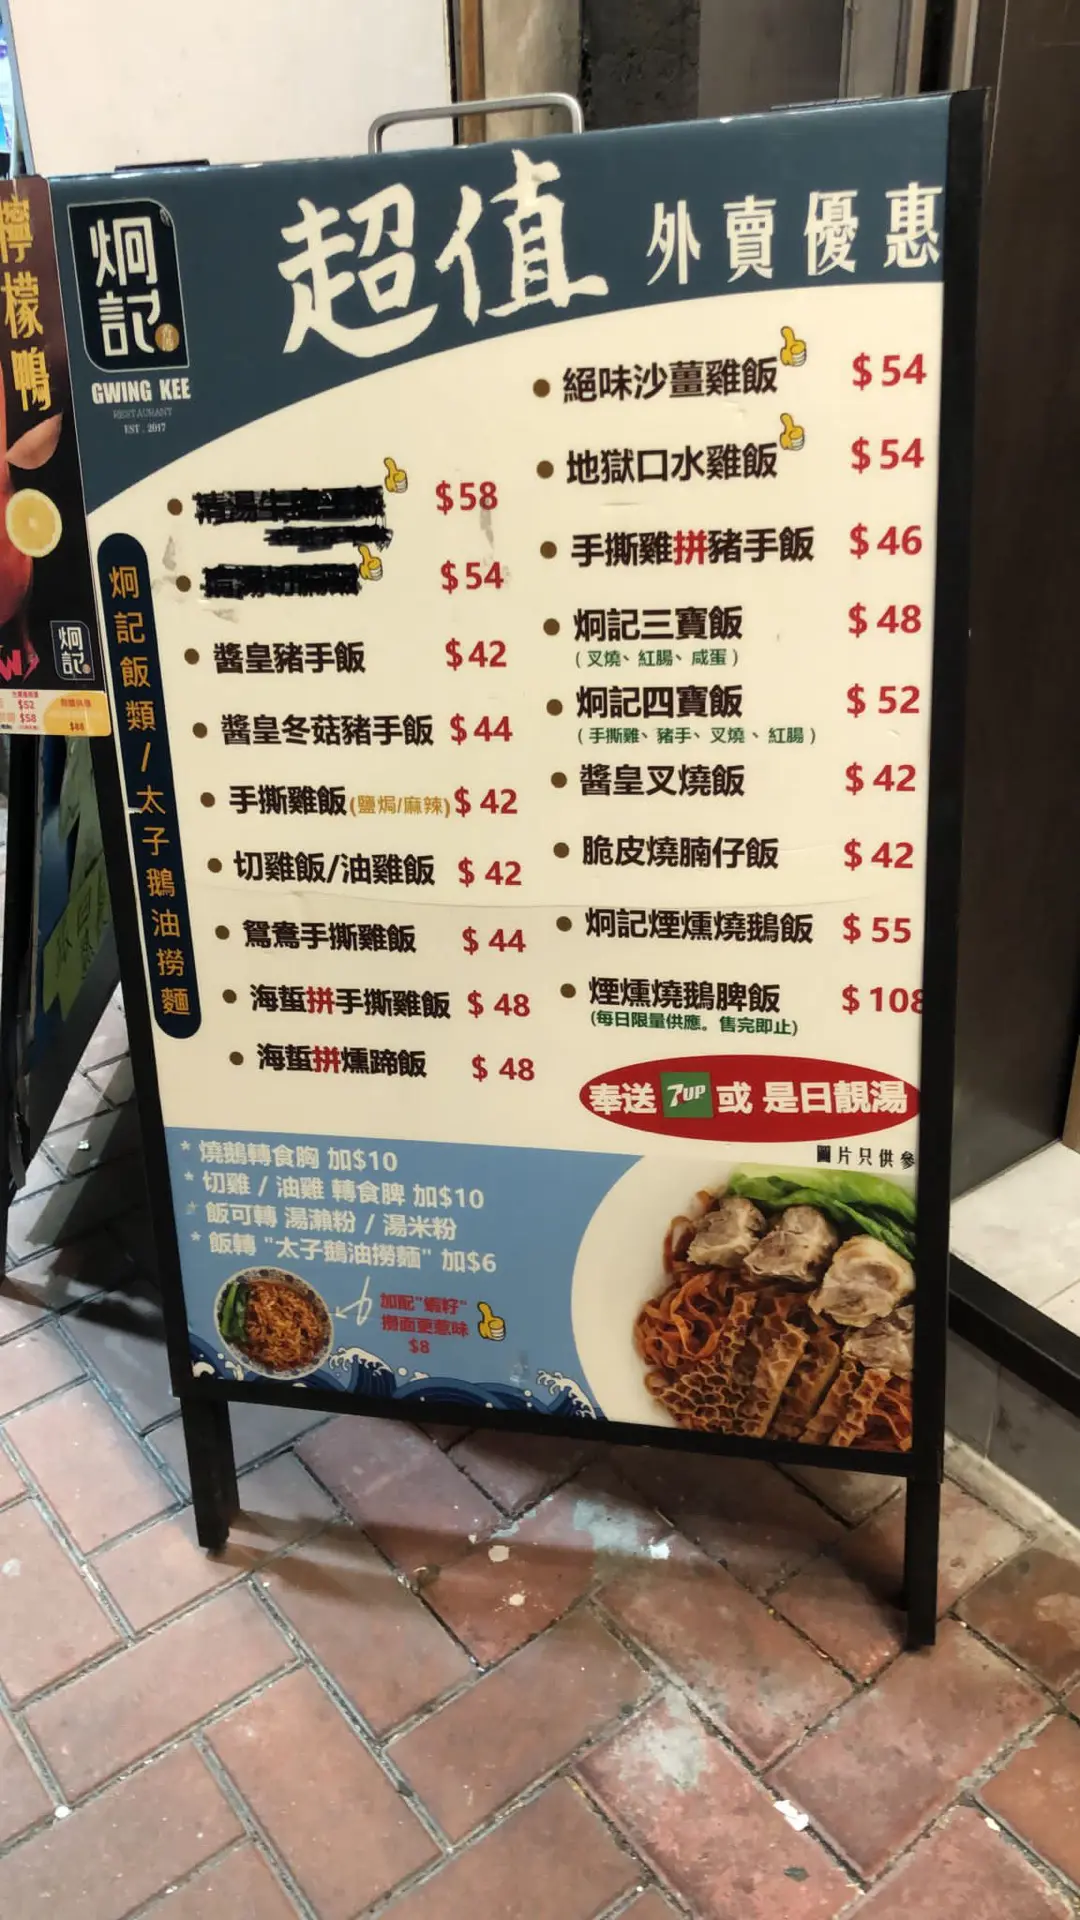 檸檬鴨
炯記
$52
$58
炯記
香港
GWING KEE
RESTAURANT
EST . 2017
超值 外賣優惠
炯記飯類/太子鵝油撈麵
$58
$54
醬皇豬手飯 $42
醬皇冬菇豬手飯 $44
手撕雞飯(鹽焗/麻辣) $42
切雞飯/油雞飯 $42
鴛鴦手撕雞飯 $44
海蜇拼手撕雞飯 $48
海蜇拼燻蹄飯 $48
絕味沙薑雞飯 $54
地獄口水雞飯 $54
手撕雞拼豬手飯 $46
炯記三寶飯 $48
(叉燒、紅腸、咸蛋)
炯記四寶飯 $52
(手撕雞、豬手、叉燒、紅腸)
醬皇叉燒飯 $42
脆皮燒腩仔飯 $42
炯記煙燻燒鵝飯 $55
煙燻燒鵝脾飯 $108
(每日限量供應。售完即止)
奉送 7UP 或 是日靚湯
圖片只供參
* 燒鵝轉食胸 加$10
* 切雞 / 油雞 轉食脾 加$10
* 飯可轉 湯瀨粉 / 湯米粉
* 飯轉 "太子鵝油撈麵" 加$6
加配"蝦籽"
撈面更惹味
$8